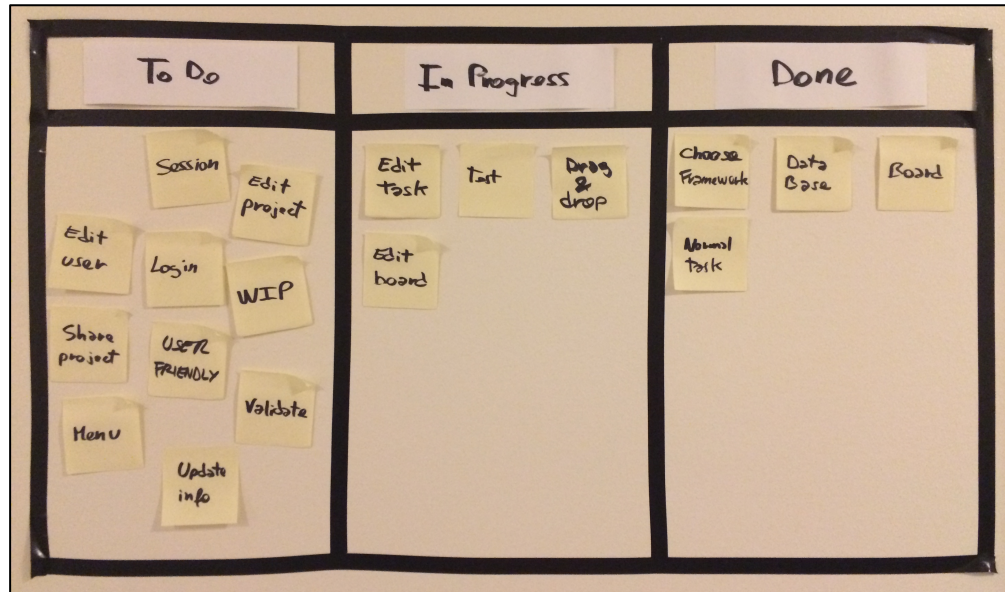 To Do
In Progress
Done
Session
Edit
project
Edit
user
Login
WIP
Share
project
USER
FRIENDLY
Validate
Menu
Update
info
Edit
task
Test
Drag
&
drop
Edit
board
Choose
Framework
Data
Base
Board
Normal
task